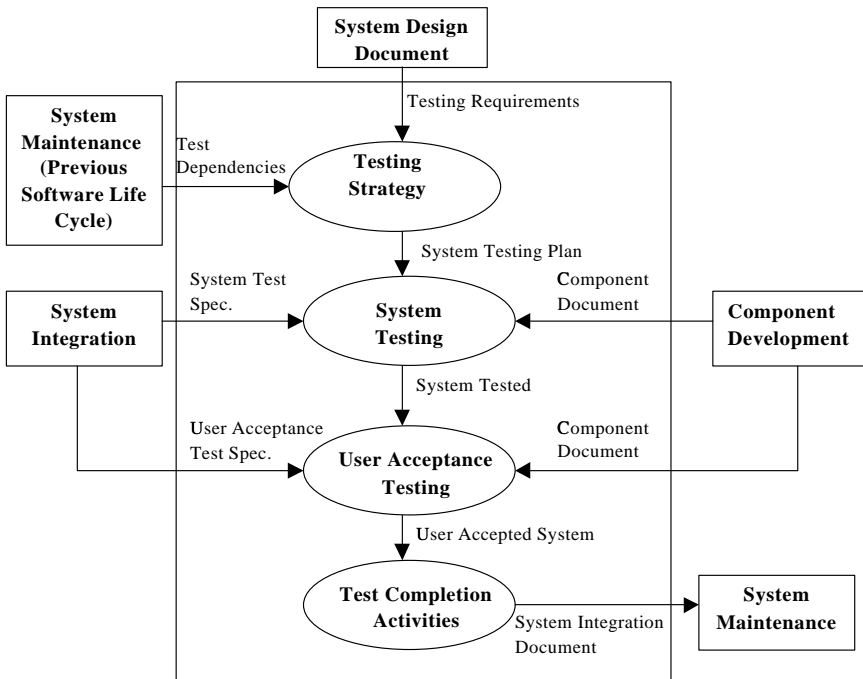 System Design
Document
Testing Requirements
System
Maintenance
(Previous
Software Life
Cycle)
Test
Dependencies
Testing
Strategy
System Testing Plan
System Test
Spec.
Component
Document
System
Integration
System
Testing
Component
Development
System Tested
User Acceptance
Test Spec.
Component
Document
User Acceptance
Testing
User Accepted System
Test Completion
Activities
System Integration
Document
System
Maintenance